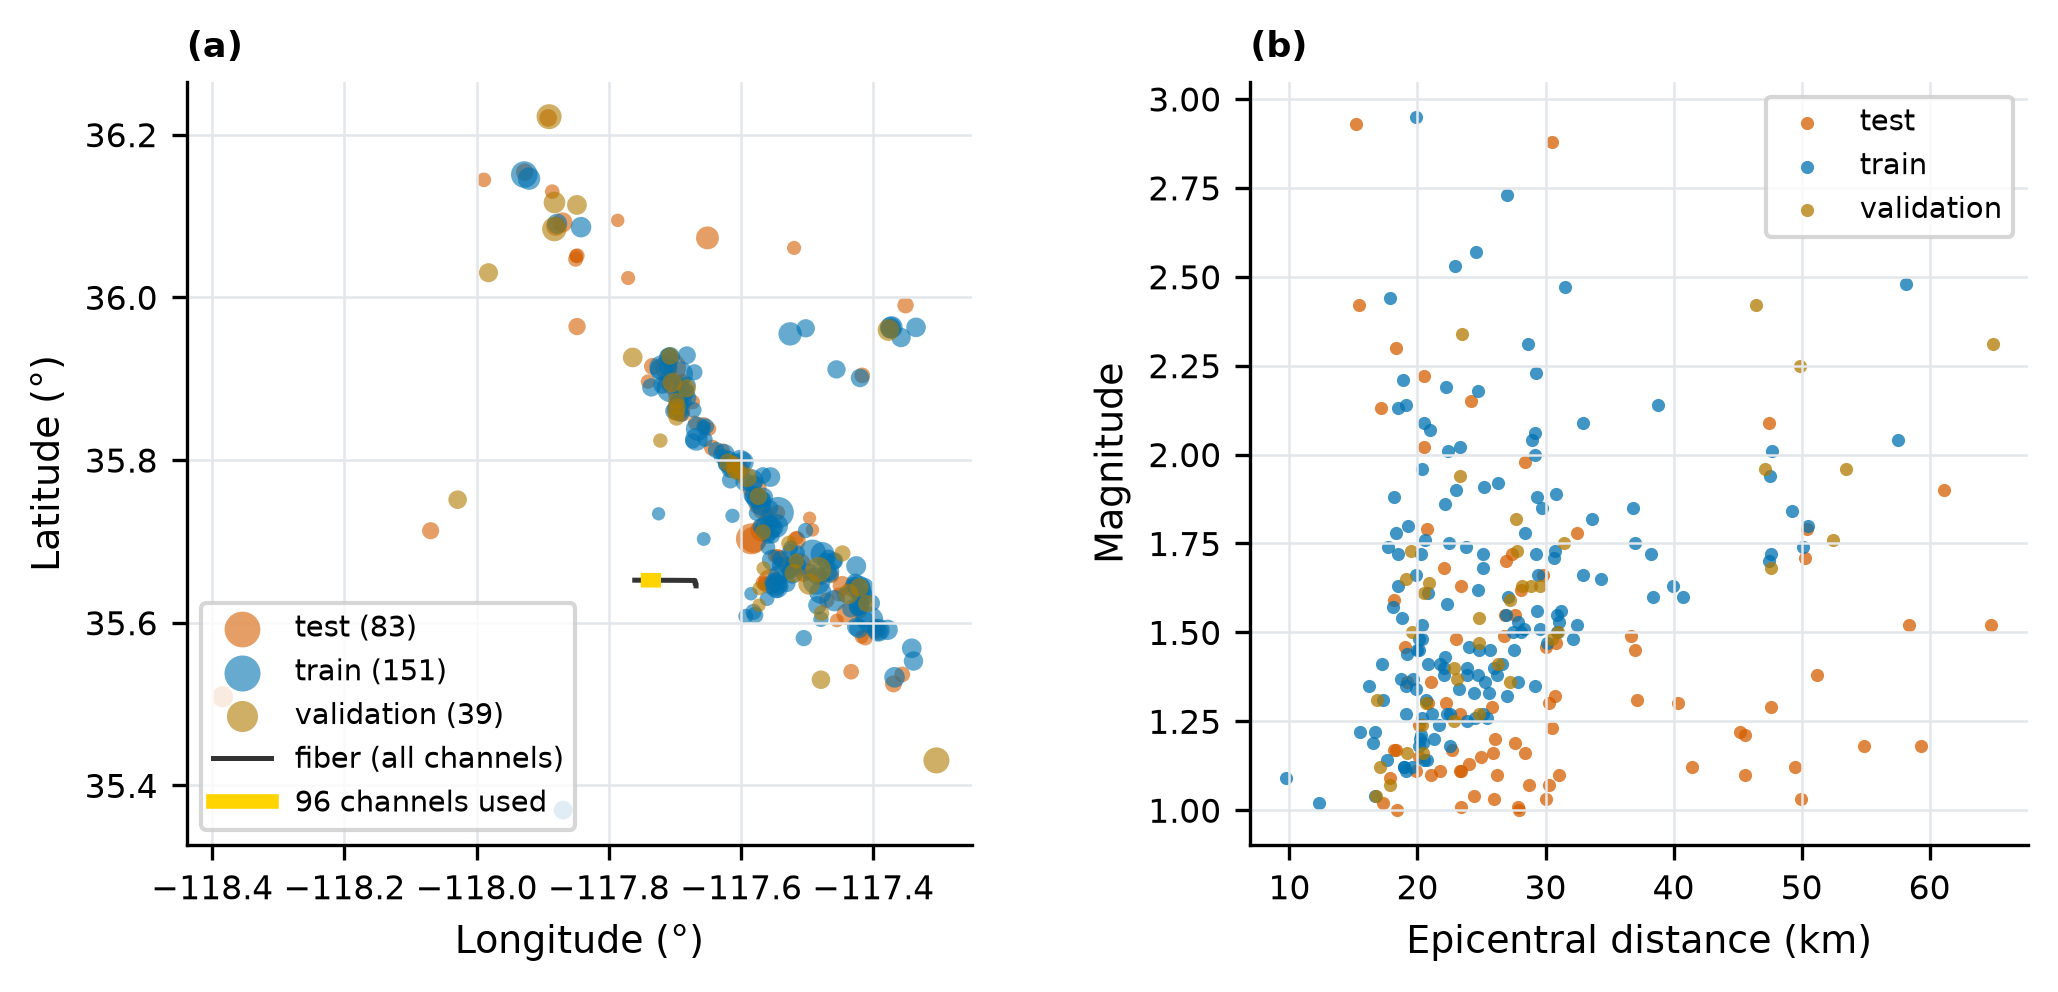 (a)
36.2
36.0
35.8
35.6
35.4
Latitude (°)
test (83)
train (151)
validation (39)
fiber (all channels)
96 channels used
−118.4 −118.2 −118.0 −117.8 −117.6 −117.4
Longitude (°)
(b)
3.00
2.75
2.50
2.25
2.00
1.75
1.50
1.25
1.00
Magnitude
test
train
validation
10 20 30 40 50 60
Epicentral distance (km)